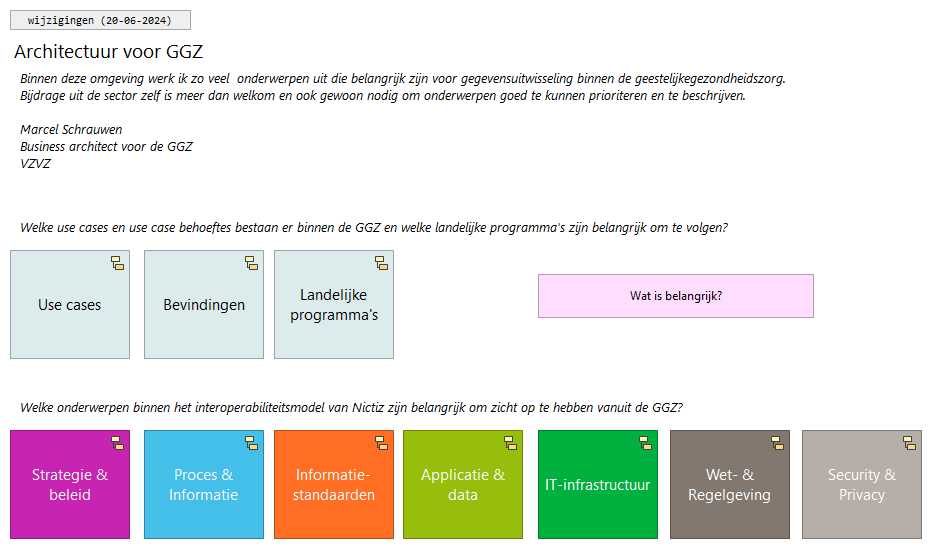 wijzigingen (20-06-2024)
Architectuur voor GGZ
Binnen deze omgeving werk ik zo veel onderwerpen uit die belangrijk zijn voor gegevensuitwisseling binnen de geestelijkegezondheidszorg.
Bijdrage uit de sector zelf is meer dan welkom en ook gewoon nodig om onderwerpen goed te kunnen prioriteren en te beschrijven.
Marcel Schrauwen
Business architect voor de GGZ
VZVZ
Welke use cases en use case behoeftes bestaan er binnen de GGZ en welke landelijke programma's zijn belangrijk om te volgen?
Use cases
Bevindingen
Landelijke
programma's
Wat is belangrijk?
Welke onderwerpen binnen het interoperabiliteitsmodel van Nictiz zijn belangrijk om zicht op te hebben vanuit de GGZ?
Strategie &
beleid
Proces &
Informatie
Informatie-
standaarden
Applicatie &
data
IT-infrastructuur
Wet- &
Regelgeving
Security &
Privacy